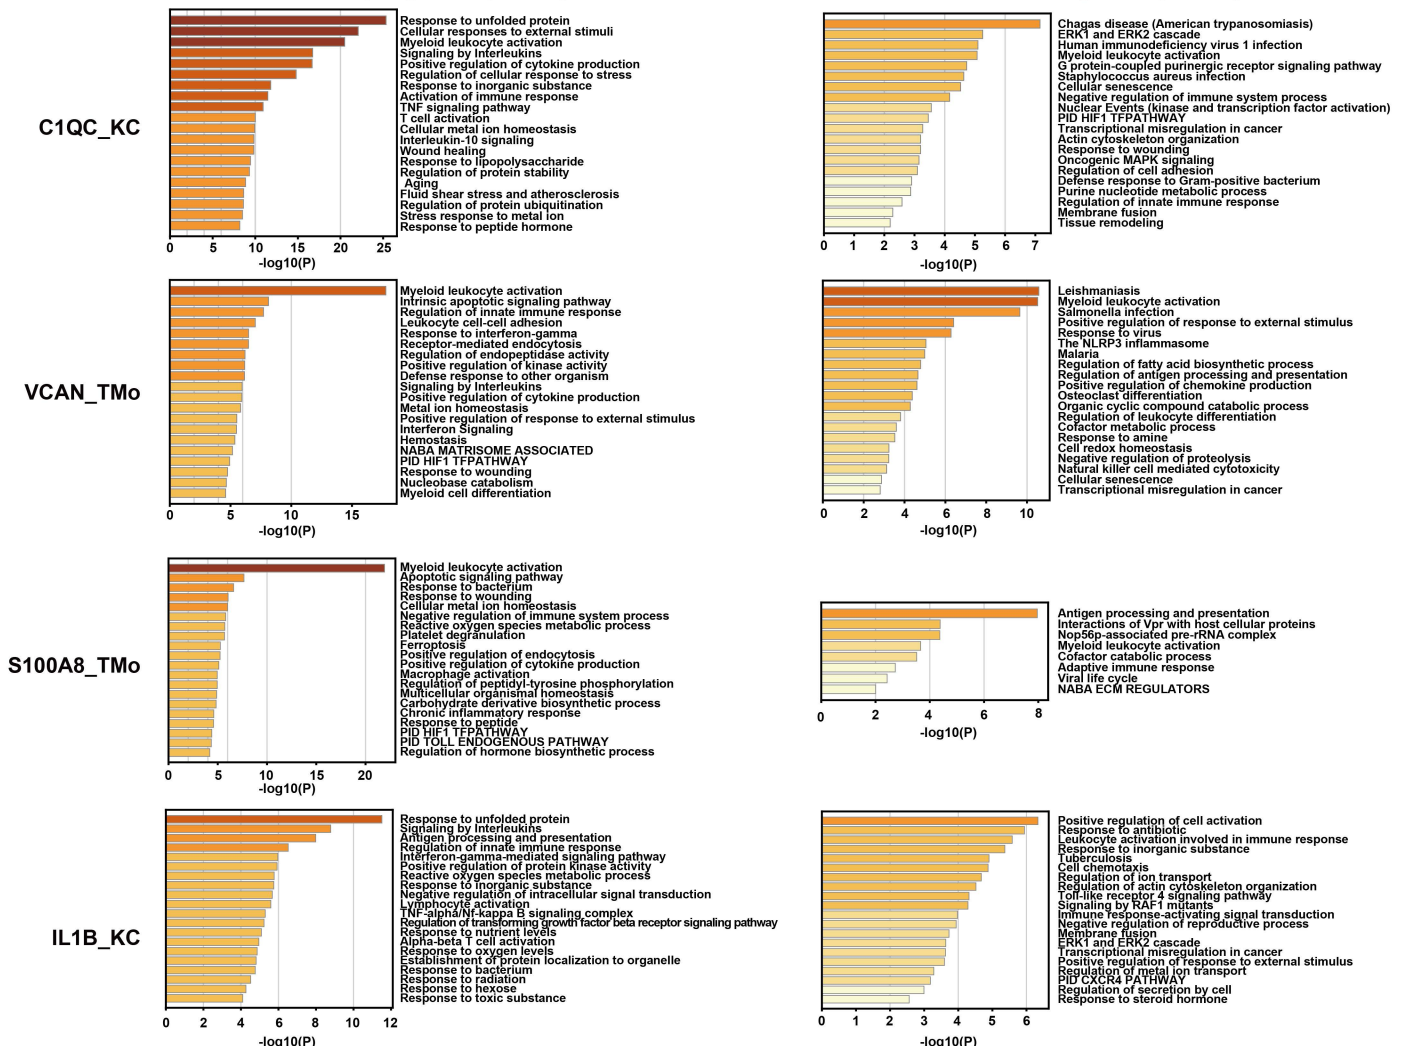 C1QC_KC
Response to unfolded protein
Cellular responses to external stimuli
Myeloid leukocyte activation
Signaling by Interleukins
Positive regulation of cytokine production
Regulation of cellular response to stress
Response to inorganic substance
Activation of immune response
TNF signaling pathway
T cell activation
Cellular metal ion homeostasis
Interleukin-10 signaling
Wound healing
Response to lipopolysaccharide
Regulation of protein stability
Aging
Fluid shear stress and atherosclerosis
Regulation of protein ubiquitination
Stress response to metal ion
Response to peptide hormone
0 5 10 15 20 25
-log10(P)
Chagas disease (American trypanosomiasis)
ERK1 and ERK2 cascade
Human immunodeficiency virus 1 infection
Myeloid leukocyte activation
G protein-coupled purinergic receptor signaling pathway
Staphylococcus aureus infection
Cellular senescence
Negative regulation of immune system process
Nuclear Events (kinase and transcription factor activation)
PID HIF1 TFPATHWAY
Transcriptional misregulation in cancer
Actin cytoskeleton organization
Response to wounding
Oncogenic MAPK signaling
Regulation of cell adhesion
Defense response to Gram-positive bacterium
Purine nucleotide metabolic process
Regulation of innate immune response
Membrane fusion
Tissue remodeling
0 1 2 3 4 5 6 7
-log10(P)
VCAN_TMo
Myeloid leukocyte activation
Intrinsic apoptotic signaling pathway
Regulation of innate immune response
Leukocyte cell-cell adhesion
Response to interferon-gamma
Receptor-mediated endocytosis
Regulation of endopeptidase activity
Positive regulation of kinase activity
Defense response to other organism
Signaling by Interleukins
Positive regulation of cytokine production
Metal ion homeostasis
Positive regulation of response to external stimulus
Interferon Signaling
Hemostasis
NABA MATRISOME ASSOCIATED
PID HIF1 TFPATHWAY
Response to wounding
Nucleobase catabolism
Myeloid cell differentiation
0 5 10 15
-log10(P)
Leishmaniasis
Myeloid leukocyte activation
Salmonella infection
Positive regulation of response to external stimulus
Response to virus
The NLRP3 inflammasome
Malaria
Regulation of fatty acid biosynthetic process
Regulation of antigen processing and presentation
Positive regulation of chemokine production
Osteoclast differentiation
Organic cyclic compound catabolic process
Regulation of leukocyte differentiation
Cofactor metabolic process
Response to amine
Cell redox homeostasis
Negative regulation of proteolysis
Natural killer cell mediated cytotoxicity
Cellular senescence
Transcriptional misregulation in cancer
0 2 4 6 8 10
-log10(P)
S100A8_TMo
Myeloid leukocyte activation
Apoptotic signaling pathway
Response to bacterium
Response to wounding
Cellular metal ion homeostasis
Negative regulation of immune system process
Reactive oxygen species metabolic process
Platelet degranulation
Ferroptosis
Positive regulation of endocytosis
Positive regulation of cytokine production
Macrophage activation
Regulation of peptidyl-tyrosine phosphorylation
Multicellular organismal homeostasis
Carbohydrate derivative biosynthetic process
Chronic inflammatory response
Response to peptide
PID HIF1 TFPATHWAY
PID TOLL ENDOGENOUS PATHWAY
Regulation of hormone biosynthetic process
0 5 10 15 20
-log10(P)
Antigen processing and presentation
Interactions of Vpr with host cellular proteins
Nop56p-associated pre-rRNA complex
Myeloid leukocyte activation
Cofactor catabolic process
Adaptive immune response
Viral life cycle
NABA ECM REGULATORS
0 2 4 6 8
-log10(P)
IL1B_KC
Response to unfolded protein
Signaling by Interleukins
Antigen processing and presentation
Regulation of innate immune response
Interferon-gamma-mediated signaling pathway
Positive regulation of protein kinase activity
Reactive oxygen species metabolic process
Response to inorganic substance
Negative regulation of intracellular signal transduction
Lymphocyte activation
TNF-alpha/Nf-kappa B signaling complex
Regulation of transforming growth factor beta receptor signaling pathway
Response to nutrient levels
Alpha-beta T cell activation
Response to oxygen levels
Establishment of protein localization to organelle
Response to bacterium
Response to radiation
Response to hexose
Response to toxic substance
0 2 4 6 8 10 12
-log10(P)
Positive regulation of cell activation
Response to antibiotic
Leukocyte activation involved in immune response
Response to inorganic substance
Tuberculosis
Cell chemotaxis
Regulation of ion transport
Regulation of actin cytoskeleton organization
Toll-like receptor 4 signaling pathway
Signaling by RAF1 mutants
Immune response-activating signal transduction
Negative regulation of reproductive process
Membrane fusion
ERK1 and ERK2 cascade
Transcriptional misregulation in cancer
Positive regulation of response to external stimulus
Regulation of metal ion transport
PID CXCR4 PATHWAY
Regulation of secretion by cell
Response to steroid hormone
0 1 2 3 4 5 6
-log10(P)